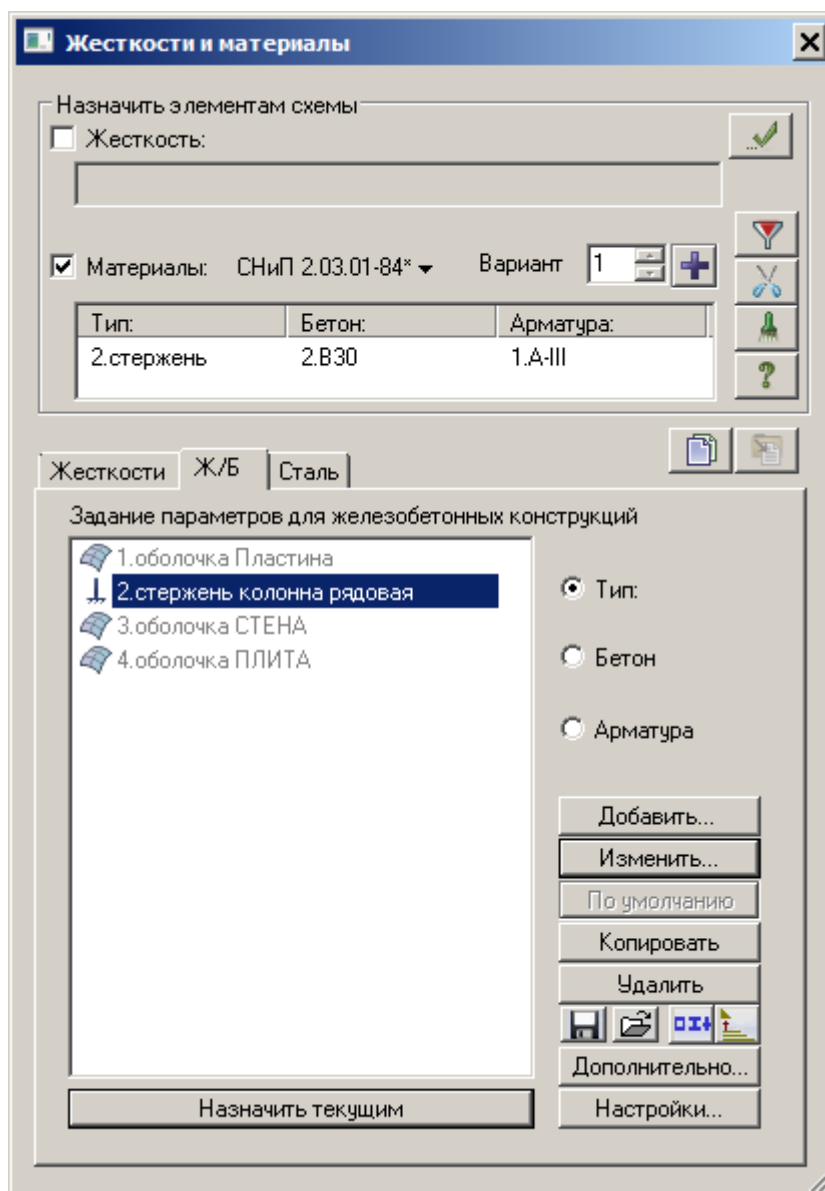 Жесткости и материалы
Назначить элементам схемы
Жесткость:
Материалы: СНиП 2.03.01-84* Вариант 1
Тип: Бетон: Арматура:
2.стержень 2.В30 1.А-III
?
Жесткости Ж/Б Сталь
Задание параметров для железобетонных конструкций
1.оболочка Пластина
2.стержень колонна рядовая
3.оболочка СТЕНА
4.оболочка ПЛИТА
Тип:
Бетон
Арматура
Добавить...
Изменить...
По умолчанию
Копировать
Удалить
Дополнительно...
Назначить текущим
Настройки...